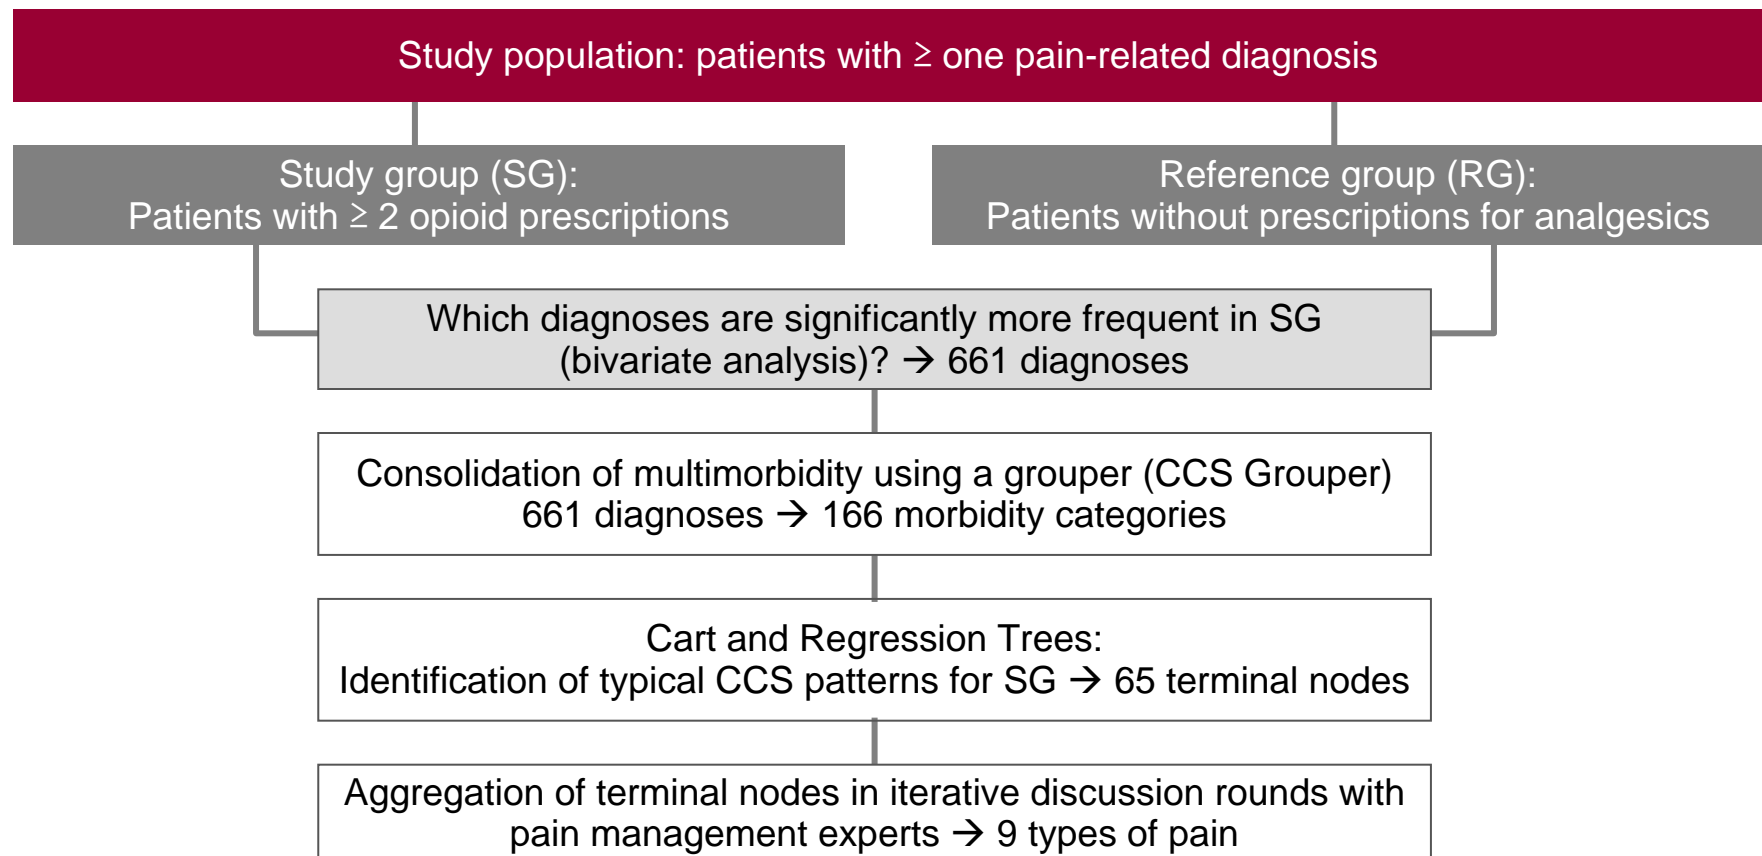 Study population: patients with ≥ one pain-related diagnosis
Study group (SG):
Patients with ≥ 2 opioid prescriptions
Reference group (RG):
Patients without prescriptions for analgesics
Which diagnoses are significantly more frequent in SG
(bivariate analysis)? → 661 diagnoses
Consolidation of multimorbidity using a grouper (CCS Grouper)
661 diagnoses → 166 morbidity categories
Cart and Regression Trees:
Identification of typical CCS patterns for SG → 65 terminal nodes
Aggregation of terminal nodes in iterative discussion rounds with
pain management experts → 9 types of pain